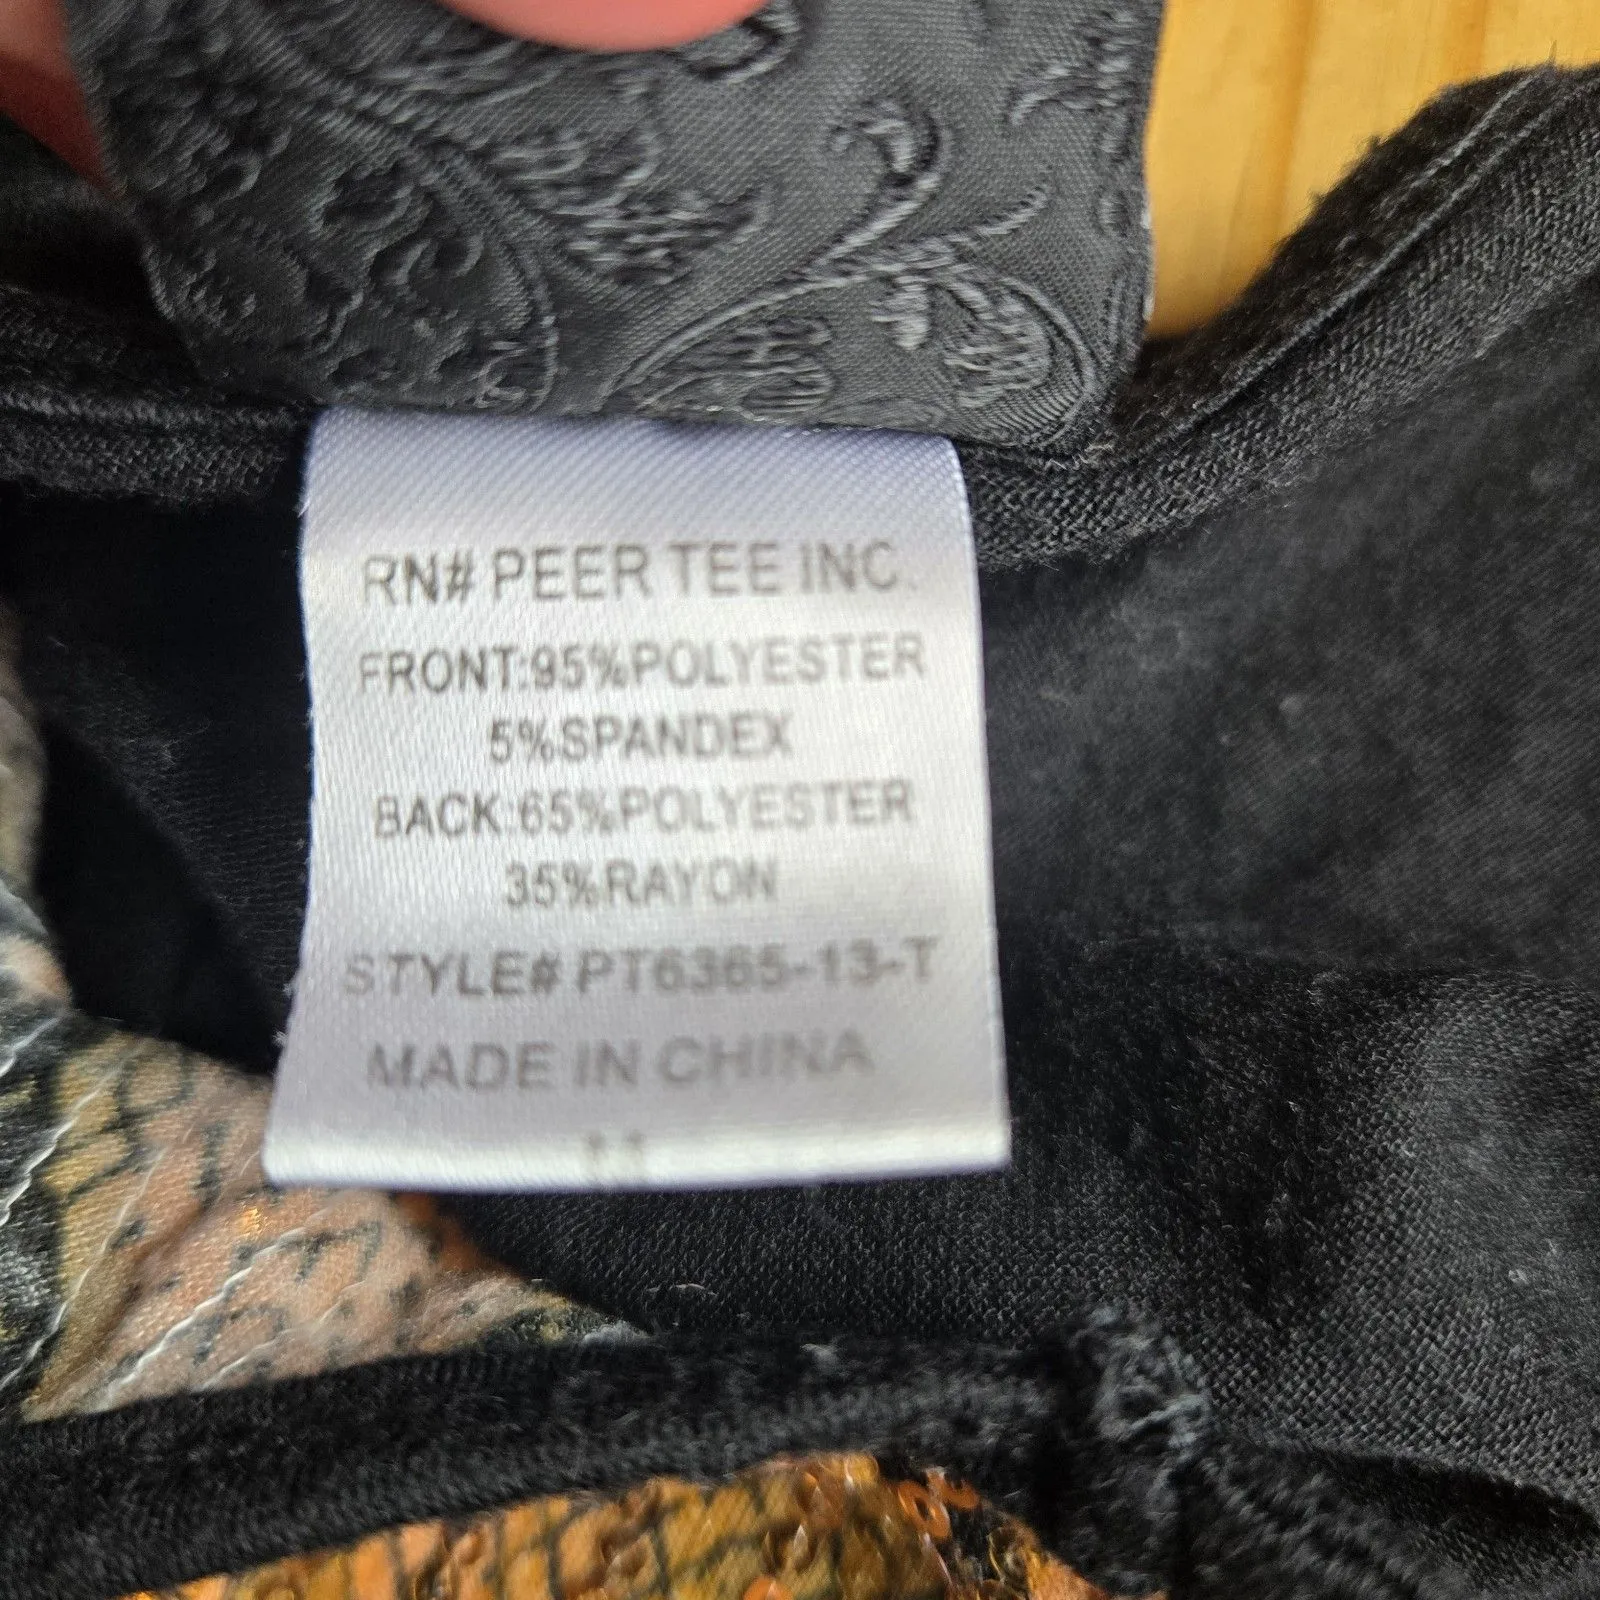 RN# PEER TEE INC.
FRONT:95%POLYESTER
5%SPANDEX
BACK:65%POLYESTER
35%RAYON
STYLE# PT6365-13-T
MADE IN CHINA